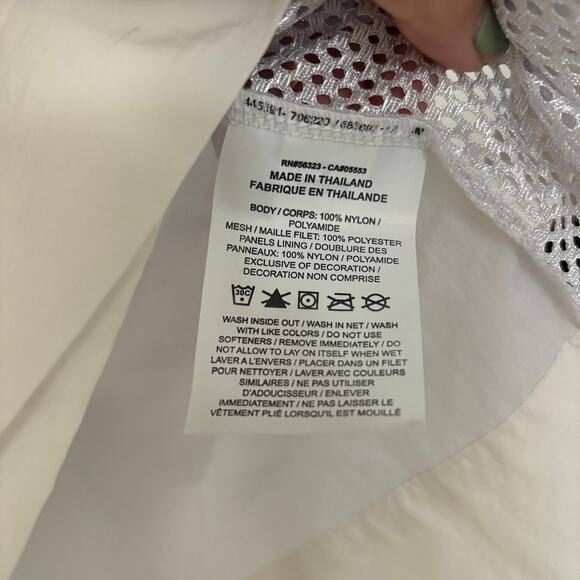 RN#56323 - CA#05553
MADE IN THAILAND
FABRIQUE EN THAILANDE
BODY / CORPS: 100% NYLON /
POLYAMIDE
MESH / MAILLE FILET: 100% POLYESTER
PANELS LINING / DOUBLURE DES
PANNEAUX: 100% NYLON / POLYAMIDE
EXCLUSIVE OF DECORATION /
DECORATION NON COMPRISE
30C
WASH INSIDE OUT / WASH IN NET / WASH
WITH LIKE COLORS / DO NOT USE
SOFTENERS / REMOVE IMMEDIATELY / DO
NOT ALLOW TO LAY ON ITSELF WHEN WET
LAVER A L'ENVERS / PLACER DANS UN FILET
POUR NETTOYER / LAVER AVEC COULEURS
SIMILAIRES / NE PAS UTILISER
D'ADOUCISSEUR / ENLEVER
IMMEDIATEMENT / NE PAS LAISSER LE
VÊTEMENT PLIÉ LORSQU'IL EST MOUILLÉ